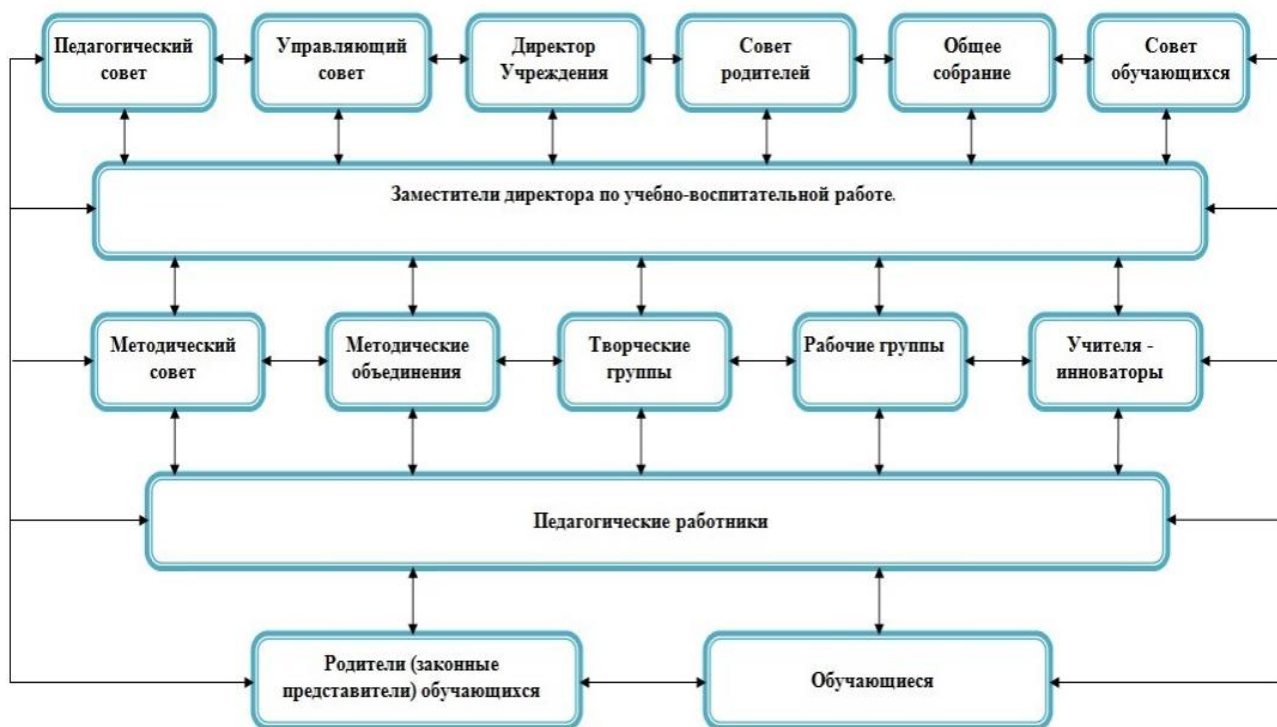 Педагогический
совет
Управляющий
совет
Директор
Учреждения
Совет
родителей
Общее
собрание
Совет
обучающихся
Заместители директора по учебно-воспитательной работе.
Методический
совет
Методические
объединения
Творческие
группы
Рабочие группы
Учителя -
инноваторы
Педагогические работники
Родители (законные
представители) обучающихся
Обучающиеся